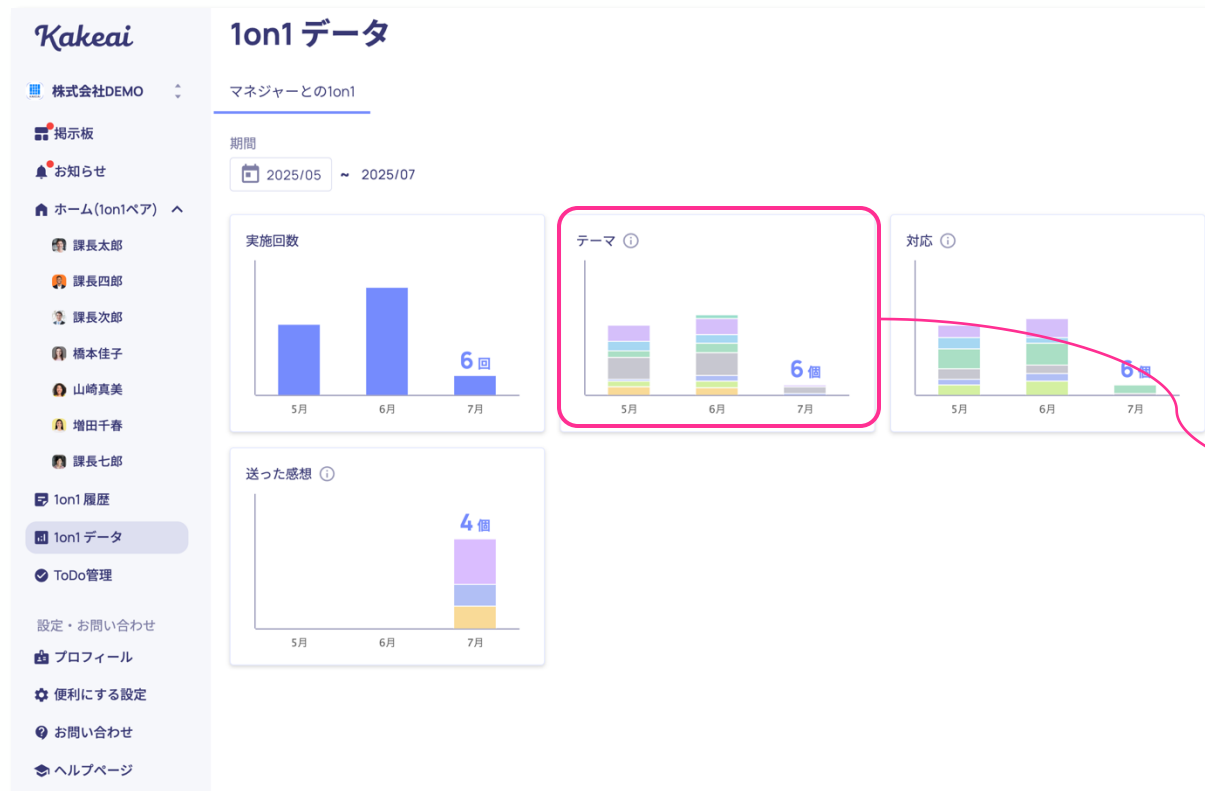 Kakeai
株式会社DEMO
掲示板
お知らせ
ホーム(1on1ペア)
課長太郎
課長四郎
課長次郎
橋本佳子
山崎真美
増田千春
課長七郎
1on1 履歴
1on1 データ
ToDo管理
設定・お問い合わせ
プロフィール
便利にする設定
お問い合わせ
ヘルプページ
1on1 データ
マネジャーとの1on1
期間
2025/05 ~ 2025/07
実施回数
6 回
5月 6月 7月
テーマ
6 個
5月 6月 7月
対応
6 個
5月 6月 7月
送った感想
4 個
5月 6月 7月